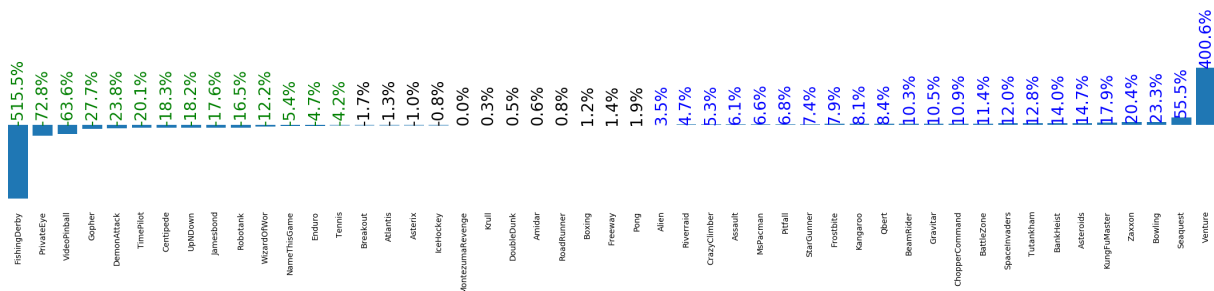 -515.5%
-72.8%
-63.6%
-27.7%
-23.8%
-20.1%
-18.3%
-18.2%
-17.6%
-16.5%
-12.2%
-5.4%
-4.7%
-4.2%
-1.7%
-1.3%
-1.0%
-0.8%
0.0%
0.3%
0.5%
0.6%
0.8%
1.2%
1.4%
1.9%
3.5%
4.7%
5.3%
6.1%
6.6%
6.8%
7.4%
7.9%
8.1%
8.4%
10.3%
10.5%
10.9%
11.4%
12.0%
12.8%
14.0%
14.7%
17.9%
20.4%
23.3%
55.5%
400.6%
FishingDerby
PrivateEye
VideoPinball
Gopher
DemonAttack
TimePilot
Centipede
UpNDown
Jamesbond
Robotank
WizardOfWor
NameThisGame
Enduro
Tennis
Breakout
Atlantis
Asterix
IceHockey
MontezumaRevenge
Krull
DoubleDunk
Amidar
RoadRunner
Boxing
Freeway
Pong
Alien
Riverraid
CrazyClimber
Assault
MsPacman
Pitfall
StarGunner
Frostbite
Kangaroo
Qbert
BeamRider
Gravitar
ChopperCommand
BattleZone
SpaceInvaders
Tutankham
BankHeist
Asteroids
KungFuMaster
Zaxxon
Bowling
Seaquest
Venture